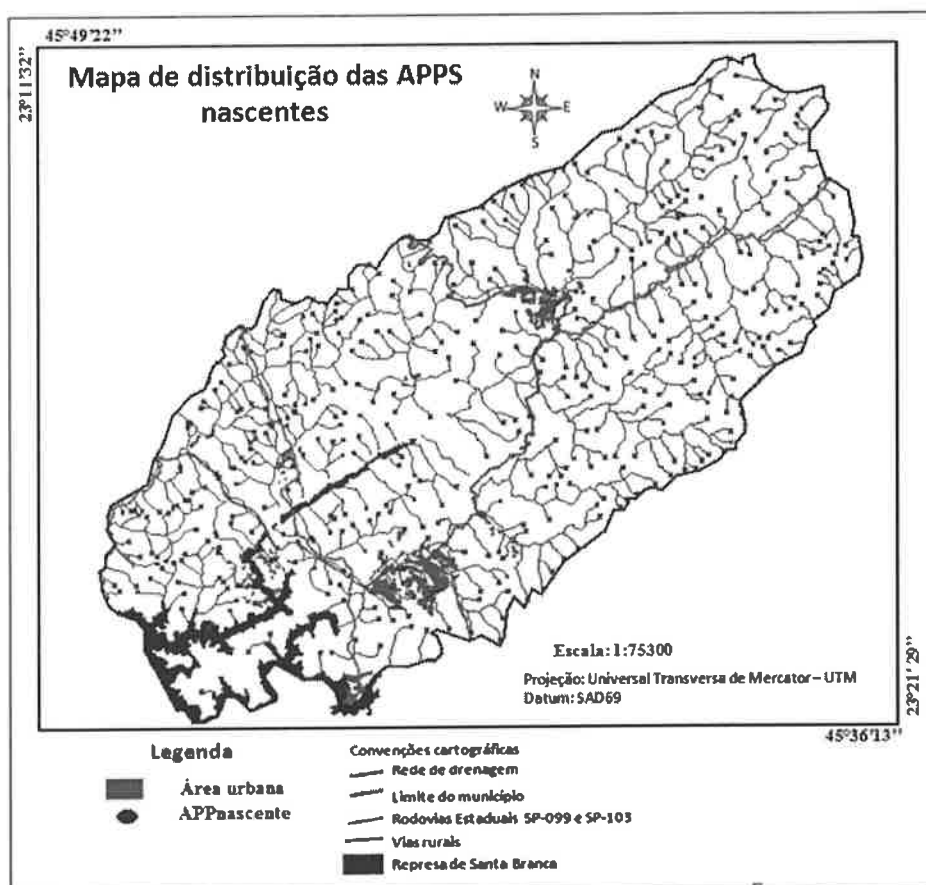 45°49'22”
23°11'32”
Mapa de distribuição das APPS
nascentes
N
W
E
S
Escala: 1:75300
Projeção: Universal Transversa de Mercator – UTM
Datum: SAD69
23°21'29”
45°36'13”
Legenda
Área urbana
APPnascente
Convenções cartográficas
Rede de drenagem
Limite do município
Rodovias Estaduais SP-099 e SP-103
Vias rurais
Represa de Santa Branca